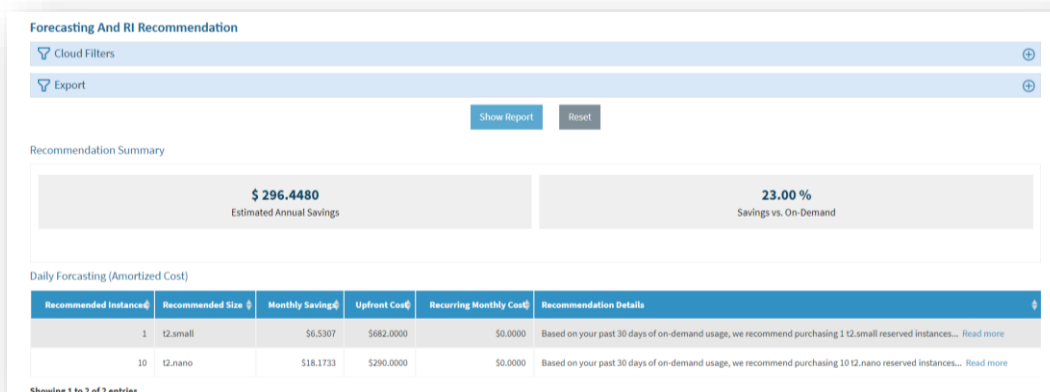 Forecasting And RI Recommendation
Cloud Filters
Export
Show Report Reset
Recommendation Summary
$ 296.4480 23.00 %
Estimated Annual Savings Savings vs. On-Demand
Daily Forcasting (Amortized Cost)
Recommended Instance Recommended Size Monthly Saving Upfront Cost Recurring Monthly Cost Recommendation Details
1 t2.small $6.5307 $682.0000 $0.0000 Based on your past 30 days of on-demand usage, we recommend purchasing 1 t2.small reserved instances... Read more
10 t2.nano $18.1733 $290.0000 $0.0000 Based on your past 30 days of on-demand usage, we recommend purchasing 10 t2.nano reserved instances... Read more
Showing 1 to 2 of 2 entries